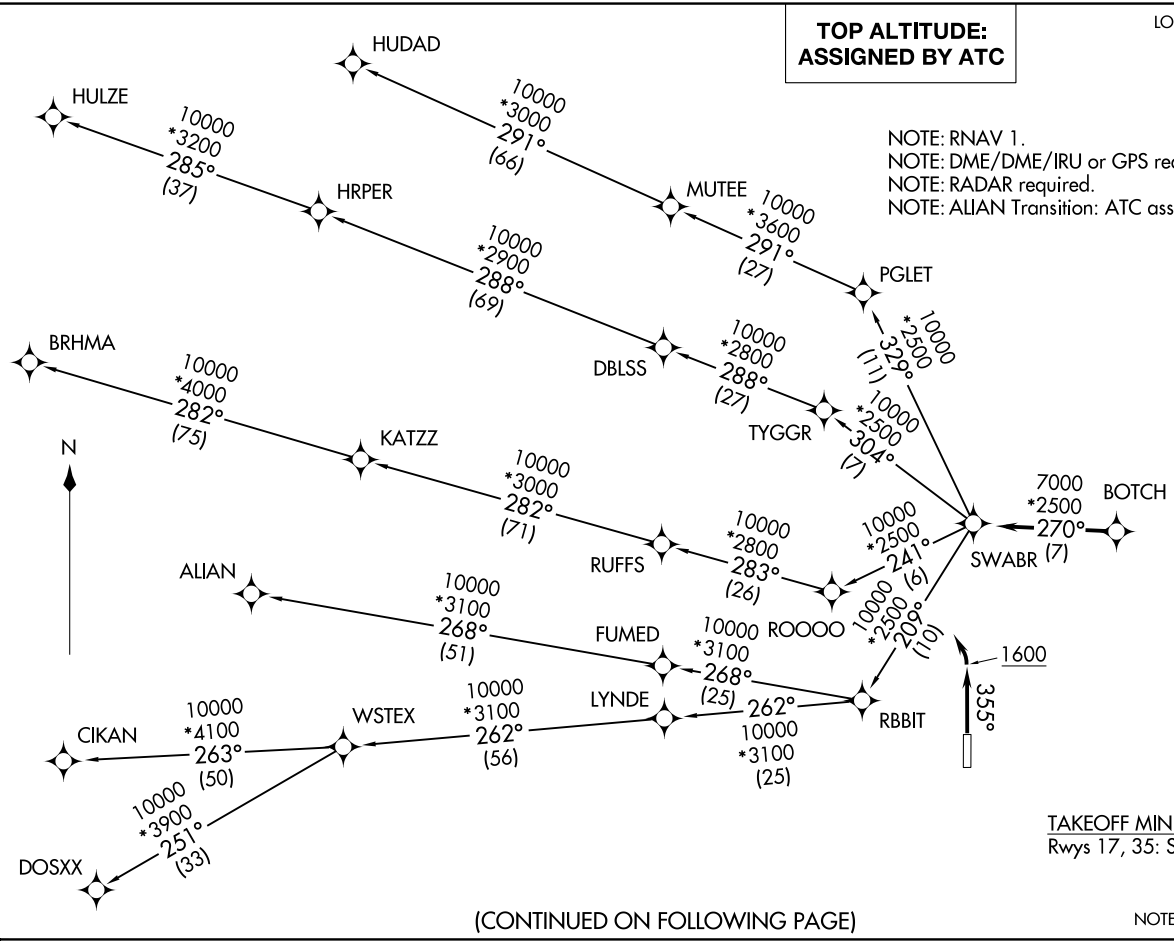 TOP ALTITUDE:
ASSIGNED BY ATC
LO
NOTE: RNAV 1.
NOTE: DME/DME/IRU or GPS
NOTE: RADAR required.
NOTE: ALIAN Transition: ATC
HUDAD
10000
*3000
291°
(66)
MUTEE
10000
*3600
291°
(27)
PGLET
10000
*2500
329°
(11)
HULZE
10000
*3200
285°
(37)
HRPER
10000
*2900
288°
(69)
DBLSS
10000
*2800
288°
(27)
TYGGR
10000
*2500
304°
(7)
BRHMA
10000
*4000
282°
(75)
KATZZ
10000
*3000
282°
(71)
RUFFS
10000
*2800
283°
(26)
ROOOO
10000
*2500
241°
(6)
SWABR
7000
*2500
270°
(7)
BOTCH
N
ALIAN
10000
*3100
268°
(51)
FUMED
10000
*3100
268°
(25)
10000
*2500
209°
(10)
RBBIT
1600
355°
CIKAN
10000
*4100
263°
(50)
WSTEX
10000
*3100
262°
(56)
LYNDE
262°
10000
*3100
(25)
10000
*3900
251°
(33)
DOSXX
TAKEOFF MIN
Rwys 17, 35: S
(CONTINUED ON FOLLOWING PAGE)
NOTE